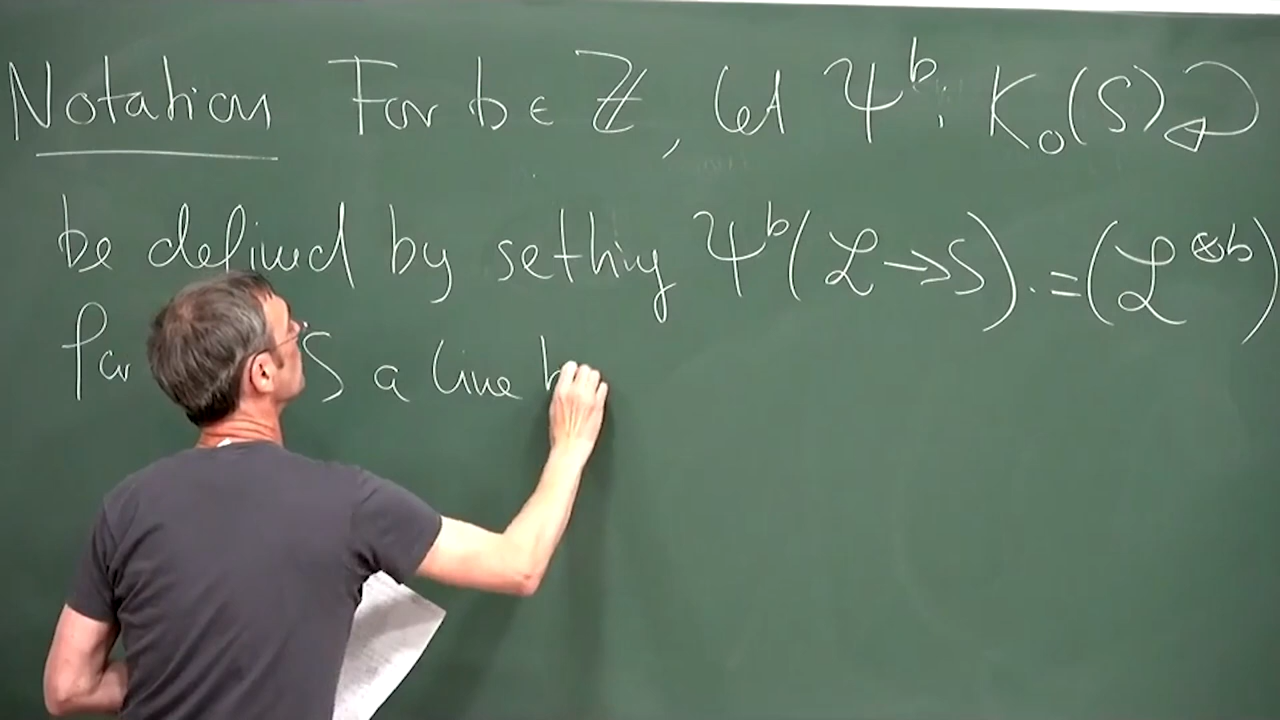 Notation For b ∈ ℤ, let Ψ^b : K₀(S) ↩
be defined by setting Ψ^b(ℒ → S) := (ℒ^{⊗b})
for S a line b